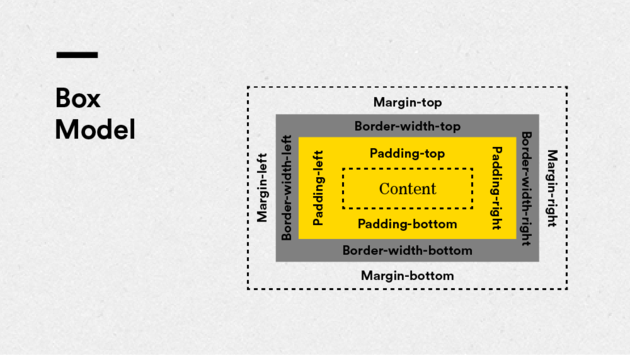 Box
Model
Margin-top
Border-width-top
Padding-top
Margin-left
Border-width-left
Padding-left
Content
Padding-right
Border-width-right
Margin-right
Padding-bottom
Border-width-bottom
Margin-bottom